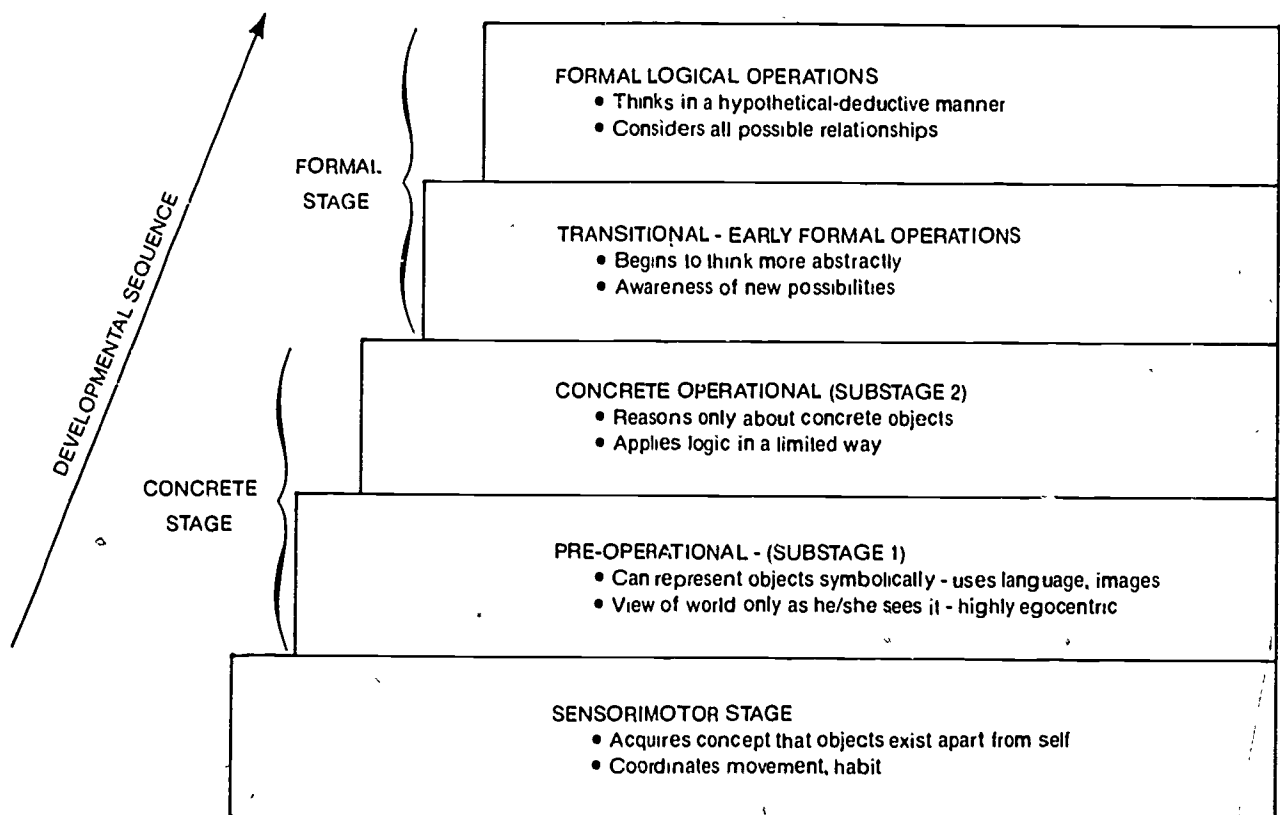 FORMAL LOGICAL OPERATIONS
• Thinks in a hypothetical-deductive manner
• Considers all possible relationships
FORMAL
STAGE
TRANSITIONAL - EARLY FORMAL OPERATIONS
• Begins to think more abstractly
• Awareness of new possibilities
DEVELOPMENTAL SEQUENCE
CONCRETE OPERATIONAL (SUBSTAGE 2)
• Reasons only about concrete objects
• Applies logic in a limited way
CONCRETE
STAGE
PRE-OPERATIONAL - (SUBSTAGE 1)
• Can represent objects symbolically - uses language, images
• View of world only as he/she sees it - highly egocentric
SENSORIMOTOR STAGE
• Acquires concept that objects exist apart from self
• Coordinates movement, habit